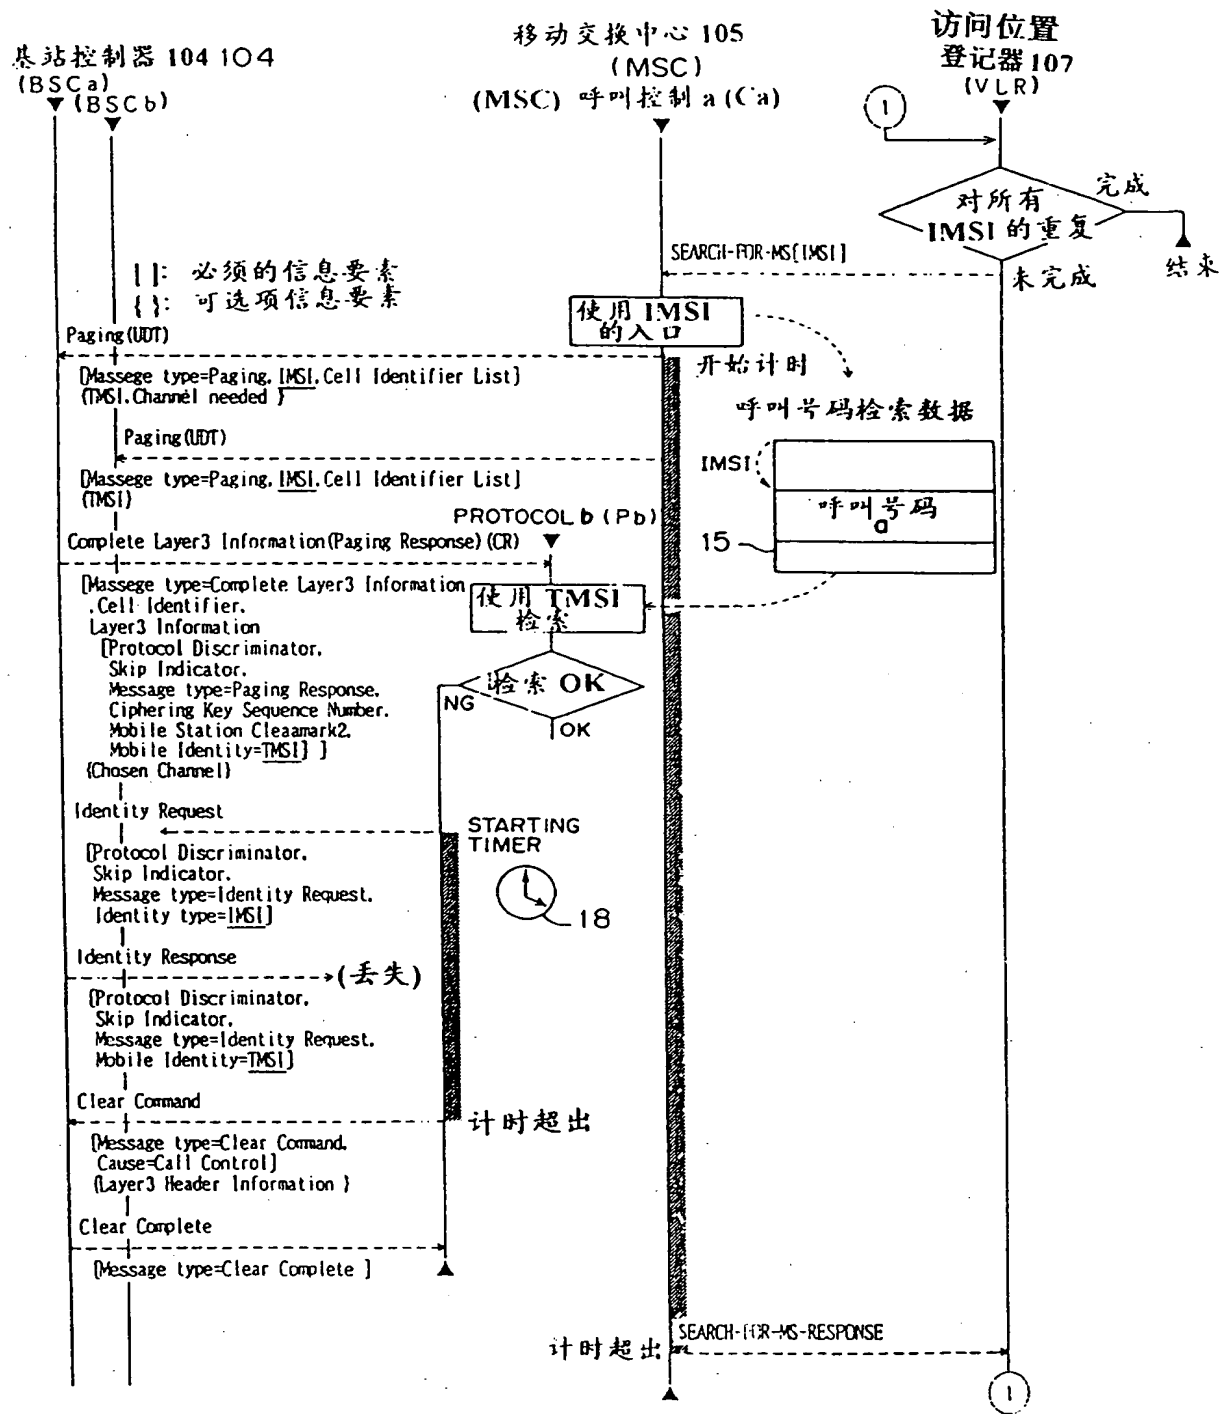 基站控制器 104 104
(BSCa)
(BSCb)
移动交换中心 105
(MSC)
(MSC) 呼叫控制 a (Ca)
访问位置
登记器 107
(VLR)
1
对所有
IMSI 的重复
完成
结束
未完成
SEARCH-FOR-MS[IMSI]
[ ]: 必须的信息要素
{ }: 可选项信息要素
使用 IMSI
的入口
Paging(UDT)
[Massege type=Paging. IMSI.Cell Identifier List]
{TMSI.Channel needed }
开始计时
呼叫号码检索数据
Paging(UDT)
[Massege type=Paging. IMSI.Cell Identifier List]
{TMSI}
IMSI
呼叫号码
a
15
PROTOCOL b (Pb)
Complete Layer3 Information(Paging Response)(CR)
[Massege type=Complete Layer3 Information
.Cell Identifier.
Layer3 Information
[Protocol Discriminator.
Skip Indicator.
Message type=Paging Response.
Ciphering Key Sequence Number.
Mobile Station Cleaamark2.
Mobile Identity=TMSI] ]
{Chosen Channel}
使用 TMSI
检索
检索 OK
NG
OK
Identity Request
[Protocol Discriminator.
Skip Indicator.
Message type=Identity Request.
Identity type=IMSI]
STARTING
TIMER
18
Identity Response
(丢失)
[Protocol Discriminator.
Skip Indicator.
Message type=Identity Request.
Mobile Identity=TMSI]
Clear Command
计时超出
[Message type=Clear Command.
Cause=Call Control]
{Layer3 Header Information }
Clear Complete
[Message type=Clear Complete ]
计时超出
SEARCH-FOR-MS-RESPONSE
1